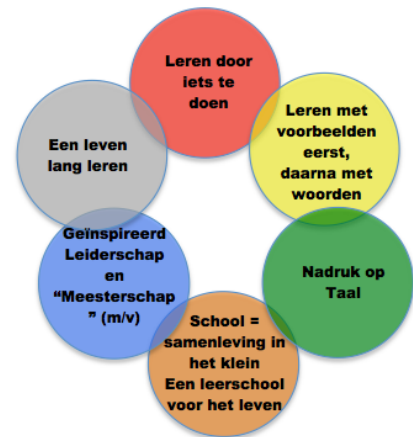 Leren door
iets te
doen
Leren met
voorbeelden
eerst,
daarna met
woorden
Nadruk op
Taal
School =
samenleving in
het klein
Een leerschool
voor het leven
Geïnspireerd
Leiderschap
en
“Meesterschap
” (m/v)
Een leven
lang leren